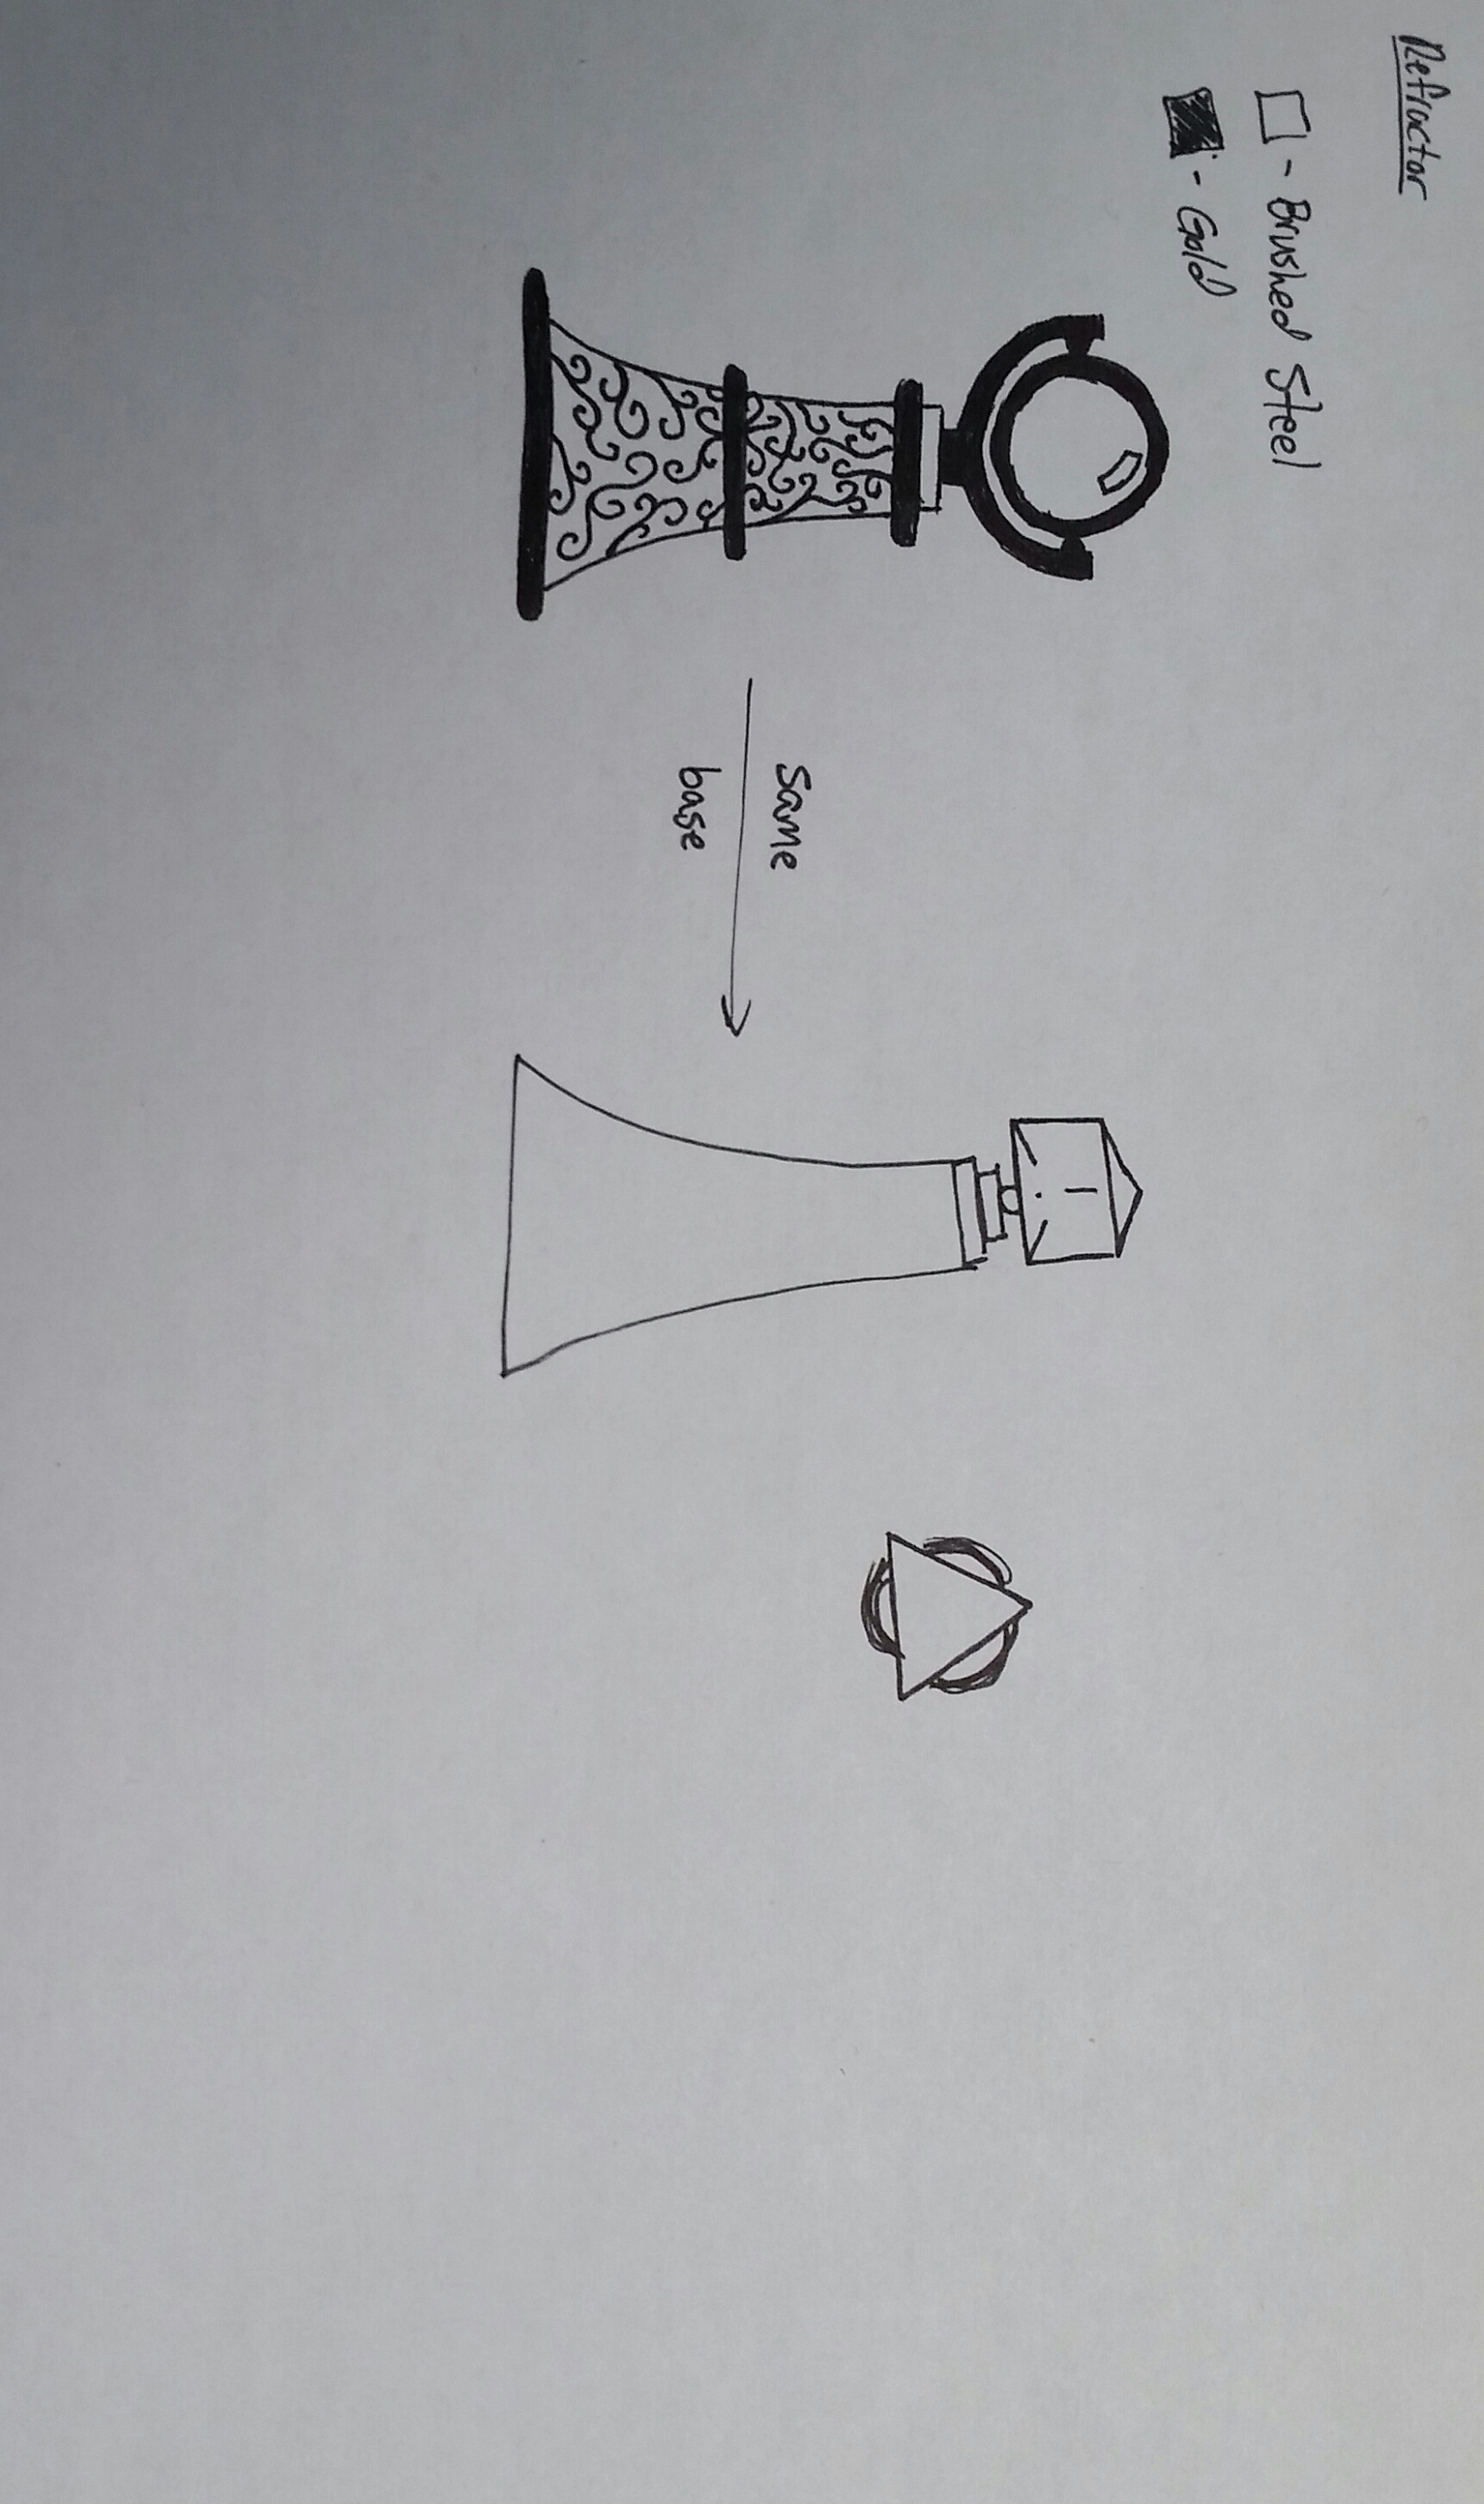 Refractor
- Brushed Steel
- Gold
same
base